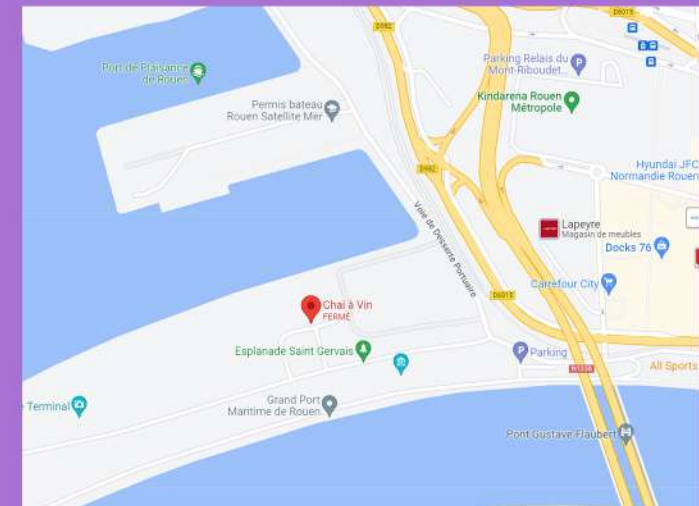 D982
D6015
Port de Plaisance
de Rouen
Parking Relais du
Mont-Riboudet...
P
Permis bateau
Rouen Satellite Mer
Kindarena Rouen
Métropole
D982
Hyundai JFC
Normandie Rouen
Voie de Desserte Portuaire
Lapeyre
Magasin de meubles
Docks 76
Carrefour City
D6015
Chai à Vin
FERMÉ
Esplanade Saint Gervais
P
Parking
N1338
All Sports
Terminal
Grand Port
Maritime de Rouen
Pont Gustave Flaubert